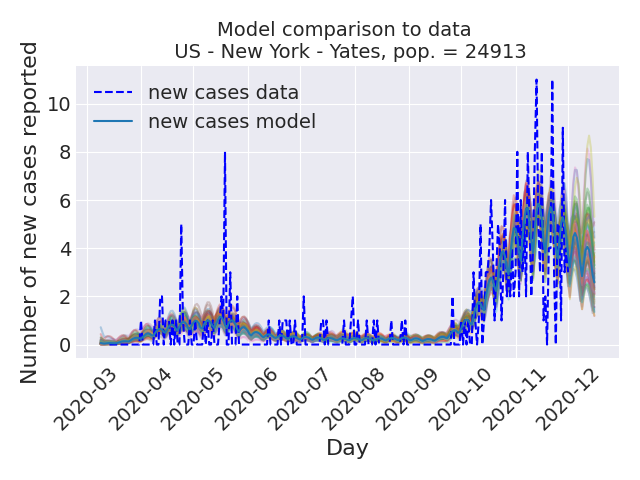 Model comparison to data
US - New York - Yates, pop. = 24913
Number of new cases reported
10
8
6
4
2
0
new cases data
new cases model
2020-03
2020-04
2020-05
2020-06
2020-07
2020-08
2020-09
2020-10
2020-11
2020-12
Day